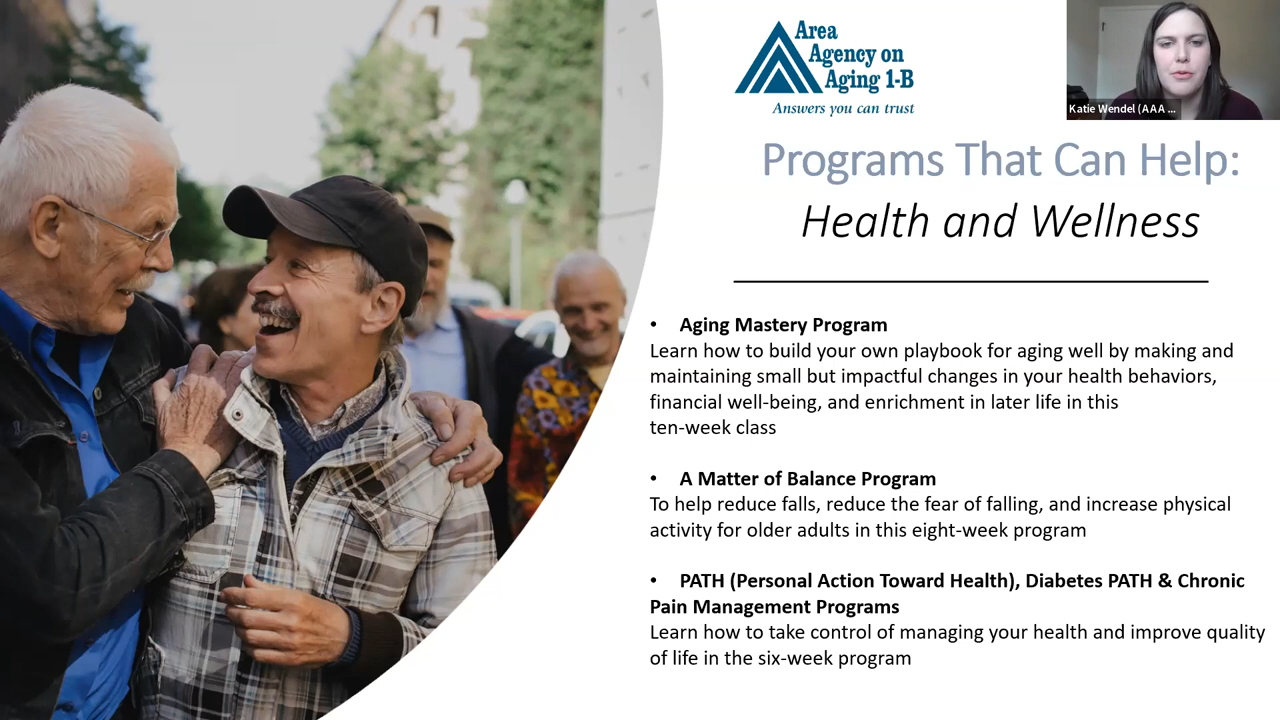 Area
Agency on
Aging 1-B
Answers you can trust
Katie Wendel (AAA ...
Programs That Can Help:
Health and Wellness
• Aging Mastery Program
Learn how to build your own playbook for aging well by making and
maintaining small but impactful changes in your health behaviors,
financial well-being, and enrichment in later life in this
ten-week class
• A Matter of Balance Program
To help reduce falls, reduce the fear of falling, and increase physical
activity for older adults in this eight-week program
• PATH (Personal Action Toward Health), Diabetes PATH & Chronic
Pain Management Programs
Learn how to take control of managing your health and improve quality
of life in the six-week program